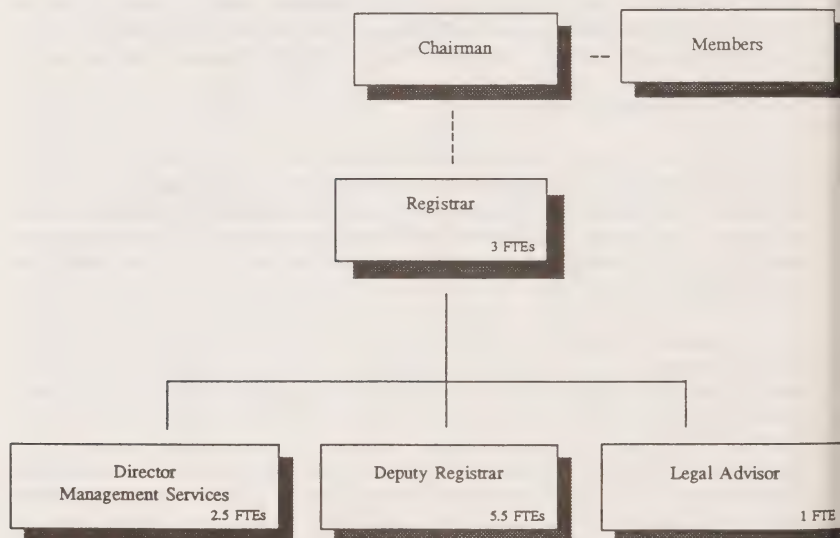 Chairman
Members
Registrar
3 FTEs
Director
Management Services
2.5 FTEs
Deputy Registrar
5.5 FTEs
Legal Advisor
1 FTE